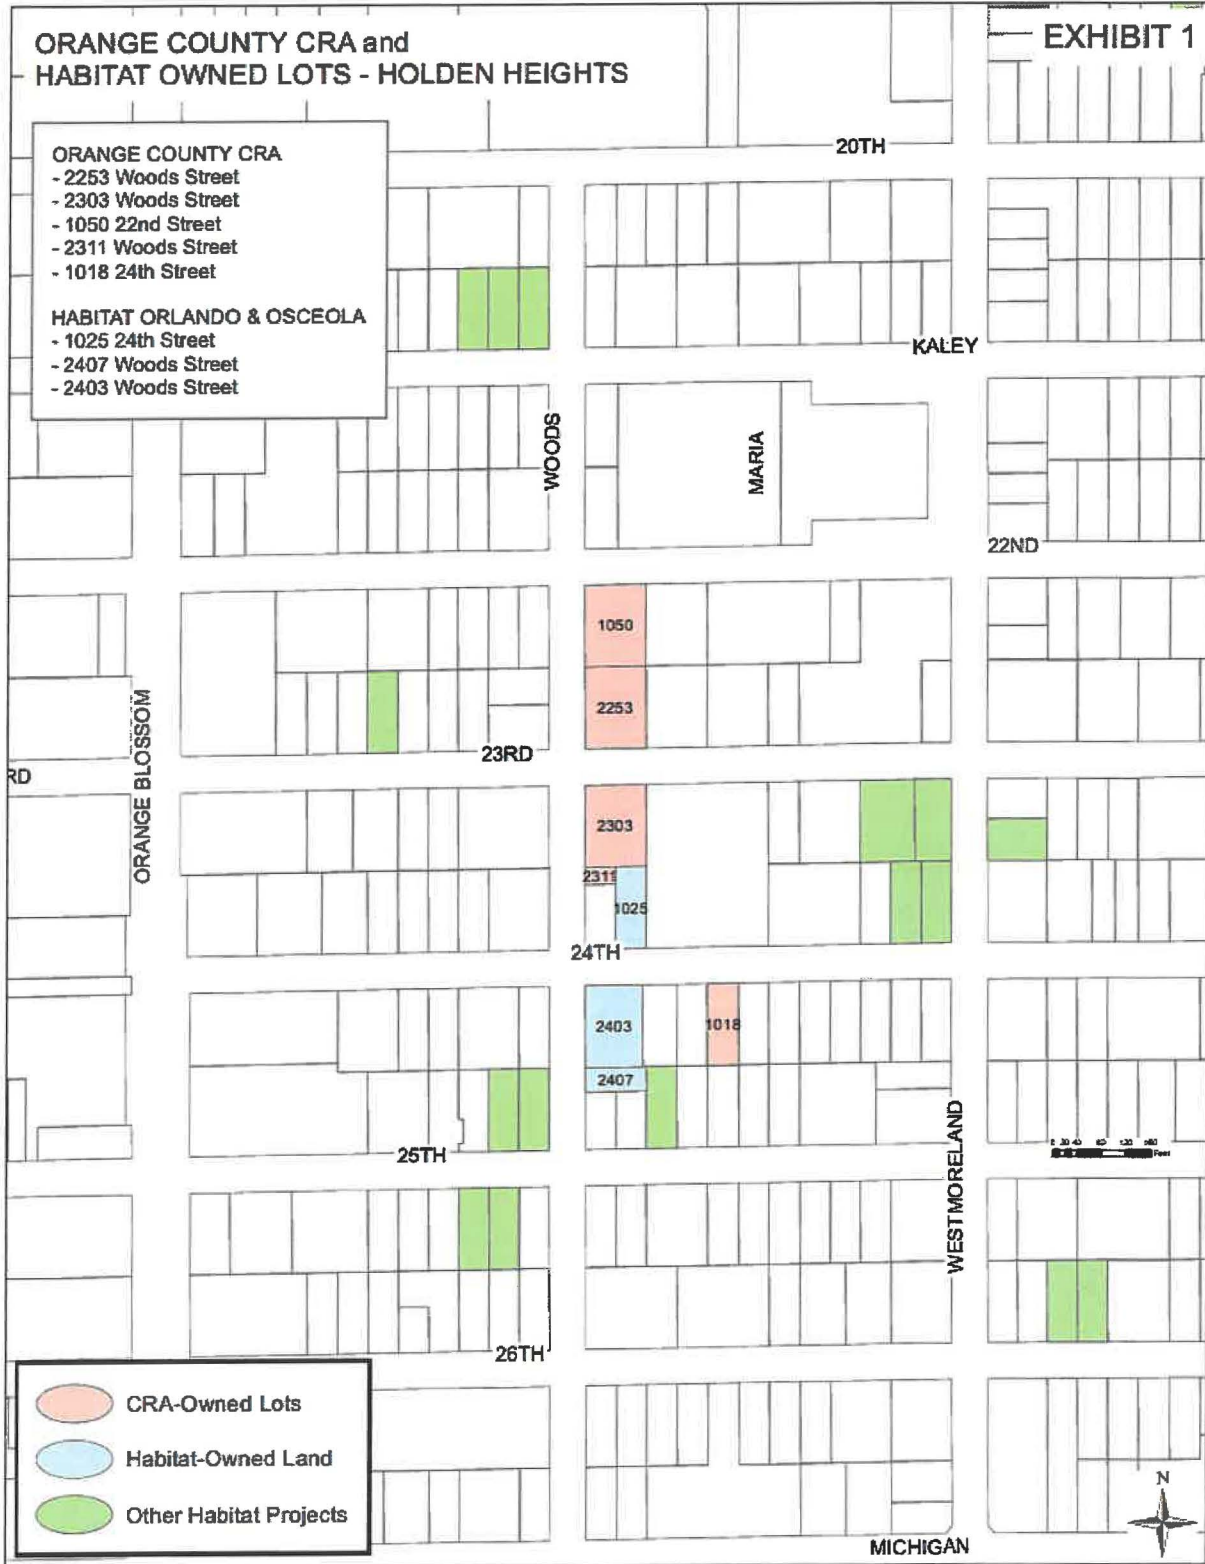 ORANGE COUNTY CRA and
HABITAT OWNED LOTS - HOLDEN HEIGHTS
EXHIBIT 1
ORANGE COUNTY CRA
- 2253 Woods Street
- 2303 Woods Street
- 1050 22nd Street
- 2311 Woods Street
- 1018 24th Street
HABITAT ORLANDO & OSCEOLA
- 1025 24th Street
- 2407 Woods Street
- 2403 Woods Street
20TH
KALEY
WOODS
MARIA
22ND
1050
2253
ORANGE BLOSSOM
23RD
RD
2303
2311
1025
24TH
2403
1018
2407
WESTMORELAND
25TH
Feet
26TH
CRA-Owned Lots
Habitat-Owned Land
Other Habitat Projects
N
MICHIGAN